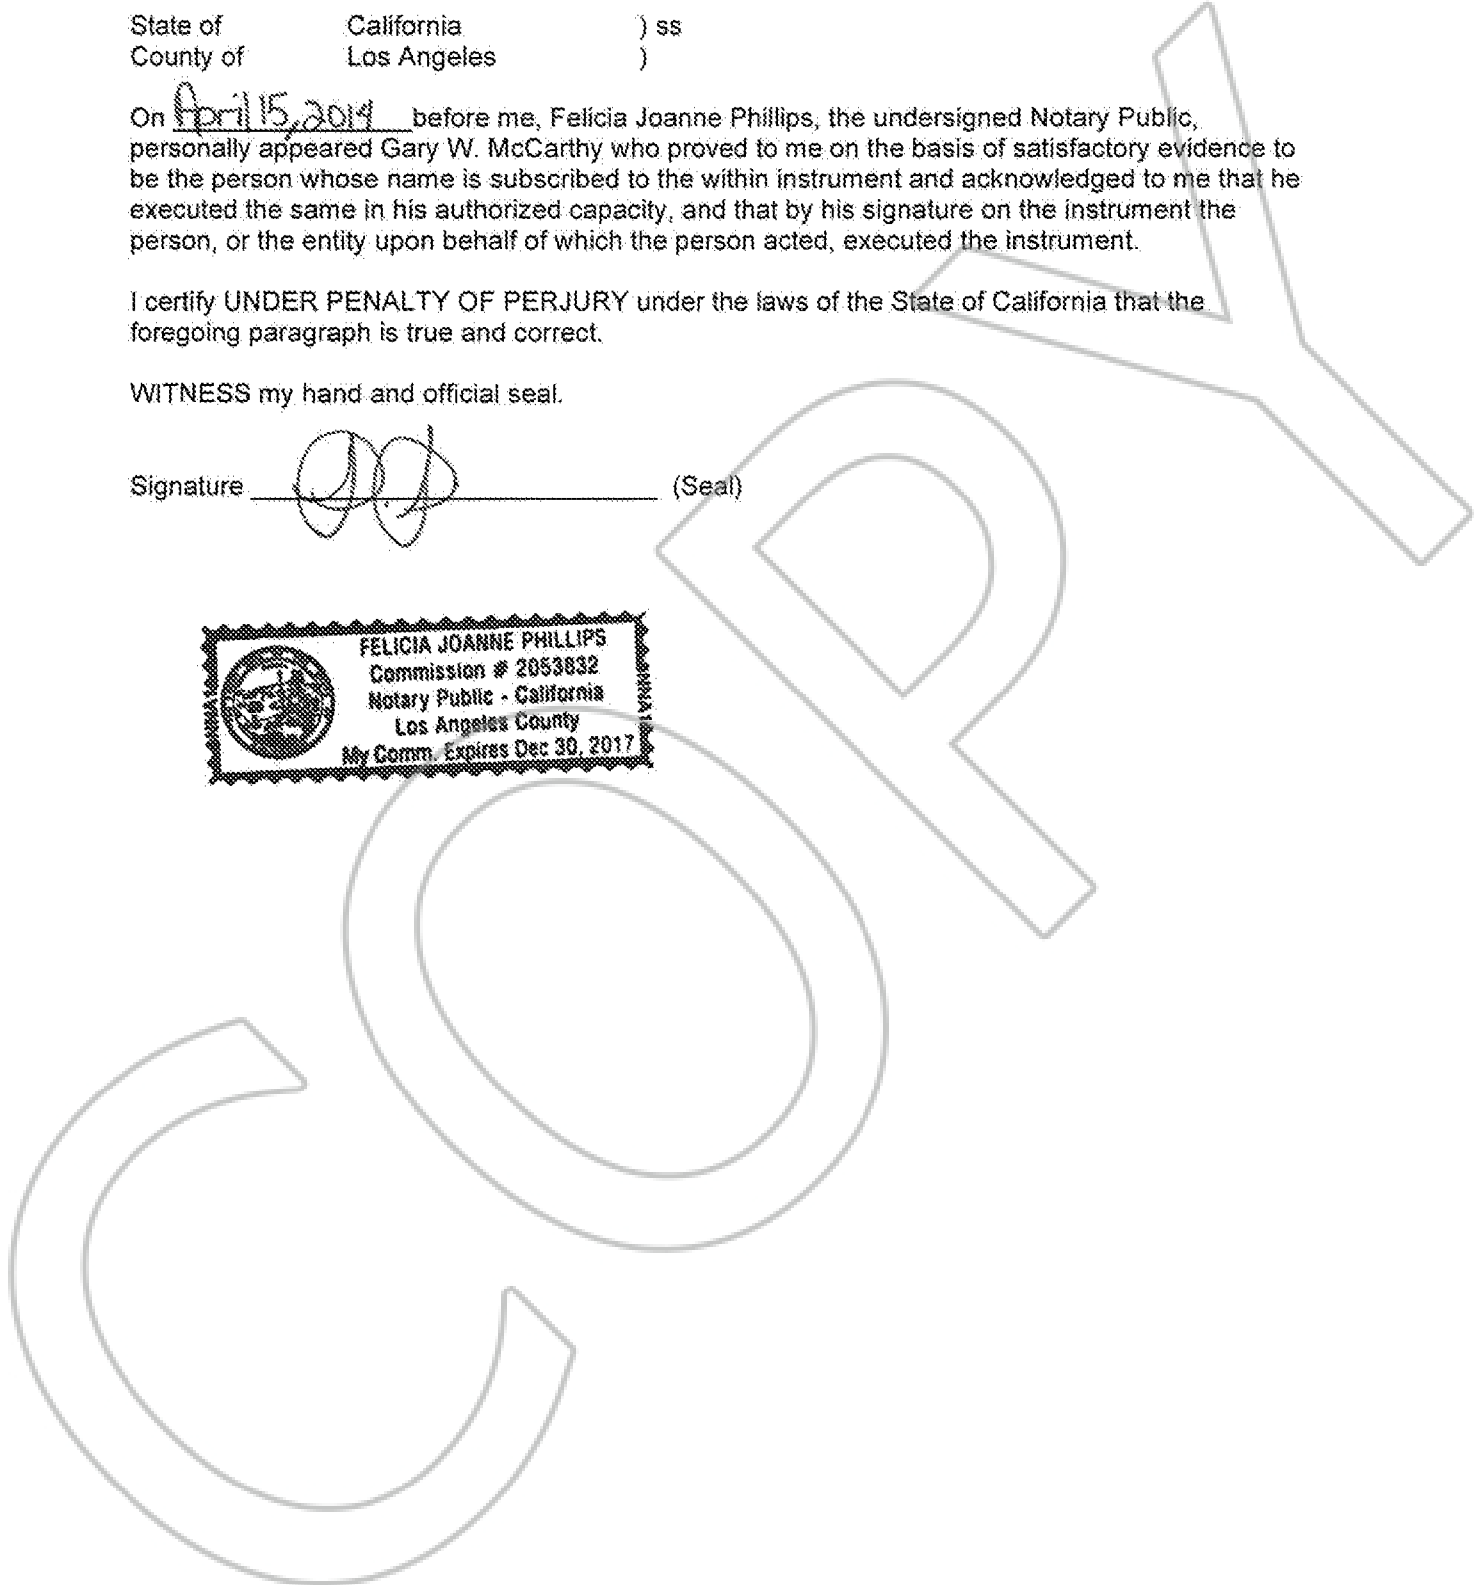 State of California ) ss
County of Los Angeles )
On April 15, 2014 before me, Felicia Joanne Phillips, the undersigned Notary Public,
personally appeared Gary W. McCarthy who proved to me on the basis of satisfactory evidence to
be the person whose name is subscribed to the within instrument and acknowledged to me that he
executed the same in his authorized capacity, and that by his signature on the instrument the
person, or the entity upon behalf of which the person acted, executed the instrument.
I certify UNDER PENALTY OF PERJURY under the laws of the State of California that the
foregoing paragraph is true and correct.
WITNESS my hand and official seal.
Signature (Seal)
FELICIA JOANNE PHILLIPS
Commission # 2053832
Notary Public - California
Los Angeles County
My Comm. Expires Dec 30, 2017
COPY